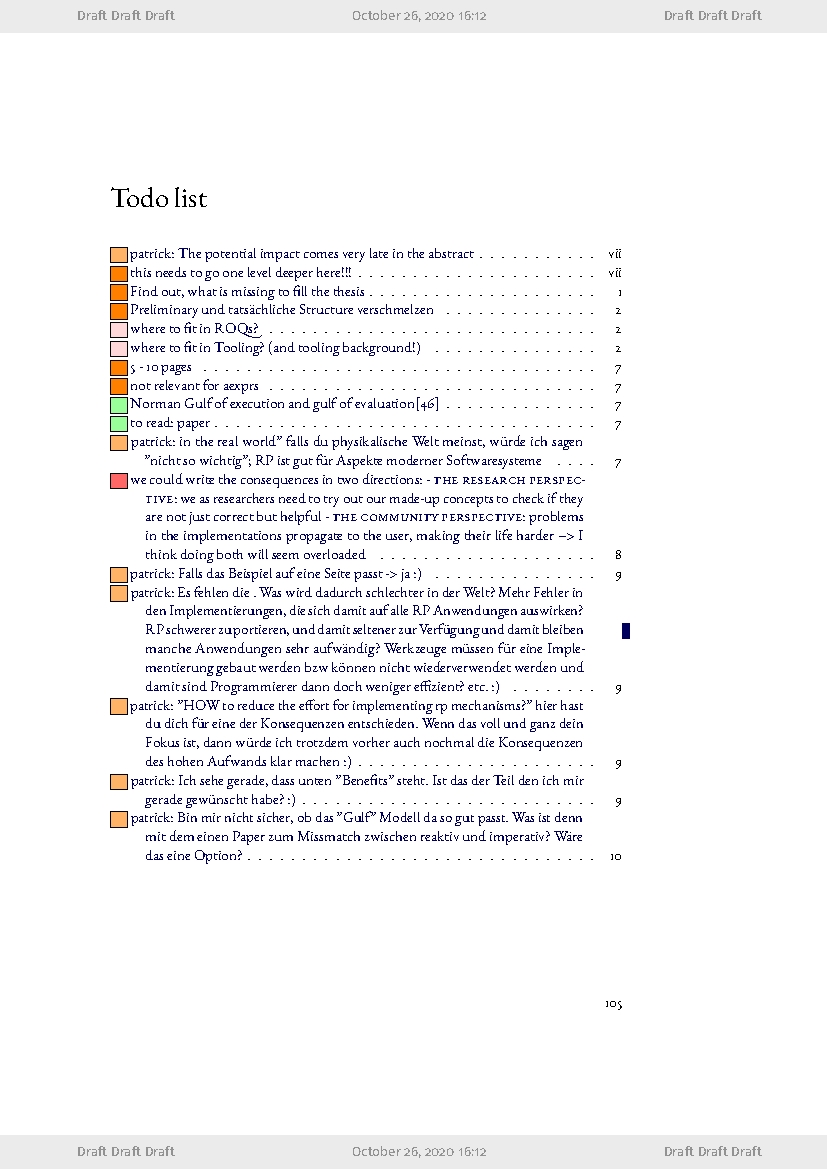 Draft Draft Draft October 26, 2020 16:12 Draft Draft Draft
Todo list
patrick: The potential impact comes very late in the abstract . . . . . . . . . . . vii
this needs to go one level deeper here!!! . . . . . . . . . . . . . . . . . . . . . . vii
Find out, what is missing to fill the thesis . . . . . . . . . . . . . . . . . . . . . 1
Preliminary und tatsächliche Structure verschmelzen . . . . . . . . . . . . . . 2
where to fit in ROQs? . . . . . . . . . . . . . . . . . . . . . . . . . . . . . . 2
where to fit in Tooling? (and tooling background!) . . . . . . . . . . . . . . . 2
5 - 10 pages . . . . . . . . . . . . . . . . . . . . . . . . . . . . . . . . . . . . 7
not relevant for aexprs . . . . . . . . . . . . . . . . . . . . . . . . . . . . . . 7
Norman Gulf of execution and gulf of evaluation[46] . . . . . . . . . . . . . . 7
to read: paper . . . . . . . . . . . . . . . . . . . . . . . . . . . . . . . . . . . 7
patrick: in the real world” falls du physikalische Welt meinst, würde ich sagen
”nicht so wichtig”; RP ist gut für Aspekte moderner Softwaresysteme . . . . 7
we could write the consequences in two directions: - THE RESEARCH PERSPEC-
TIVE: we as researchers need to try out our made-up concepts to check if they
are not just correct but helpful - THE COMMUNITY PERSPECTIVE: problems
in the implementations propagate to the user, making their life harder –> I
think doing both will seem overloaded . . . . . . . . . . . . . . . . . . . . 8
patrick: Falls das Beispiel auf eine Seite passt -> ja :) . . . . . . . . . . . . . . . 9
patrick: Es fehlen die . Was wird dadurch schlechter in der Welt? Mehr Fehler in
den Implementierungen, die sich damit auf alle RP Anwendungen auswirken?
RP schwerer zu portieren, und damit seltener zur Verfügung und damit bleiben
manche Anwendungen sehr aufwändig? Werkzeuge müssen für eine Imple-
mentierung gebaut werden bzw können nicht wiederverwendet werden und
damit sind Programmierer dann doch weniger effizient? etc. :) . . . . . . . . 9
patrick: ”HOW to reduce the effort for implementing rp mechanisms?” hier hast
du dich für eine der Konsequenzen entschieden. Wenn das voll und ganz dein
Fokus ist, dann würde ich trotzdem vorher auch nochmal die Konsequenzen
des hohen Aufwands klar machen :) . . . . . . . . . . . . . . . . . . . . . . 9
patrick: Ich sehe gerade, dass unten ”Benefits” steht. Ist das der Teil den ich mir
gerade gewünscht habe? :) . . . . . . . . . . . . . . . . . . . . . . . . . . . 9
patrick: Bin mir nicht sicher, ob das ”Gulf” Modell da so gut passt. Was ist denn
mit dem einen Paper zum Missmatch zwischen reaktiv und imperativ? Wäre
das eine Option? . . . . . . . . . . . . . . . . . . . . . . . . . . . . . . . . 10
105
Draft Draft Draft October 26, 2020 16:12 Draft Draft Draft